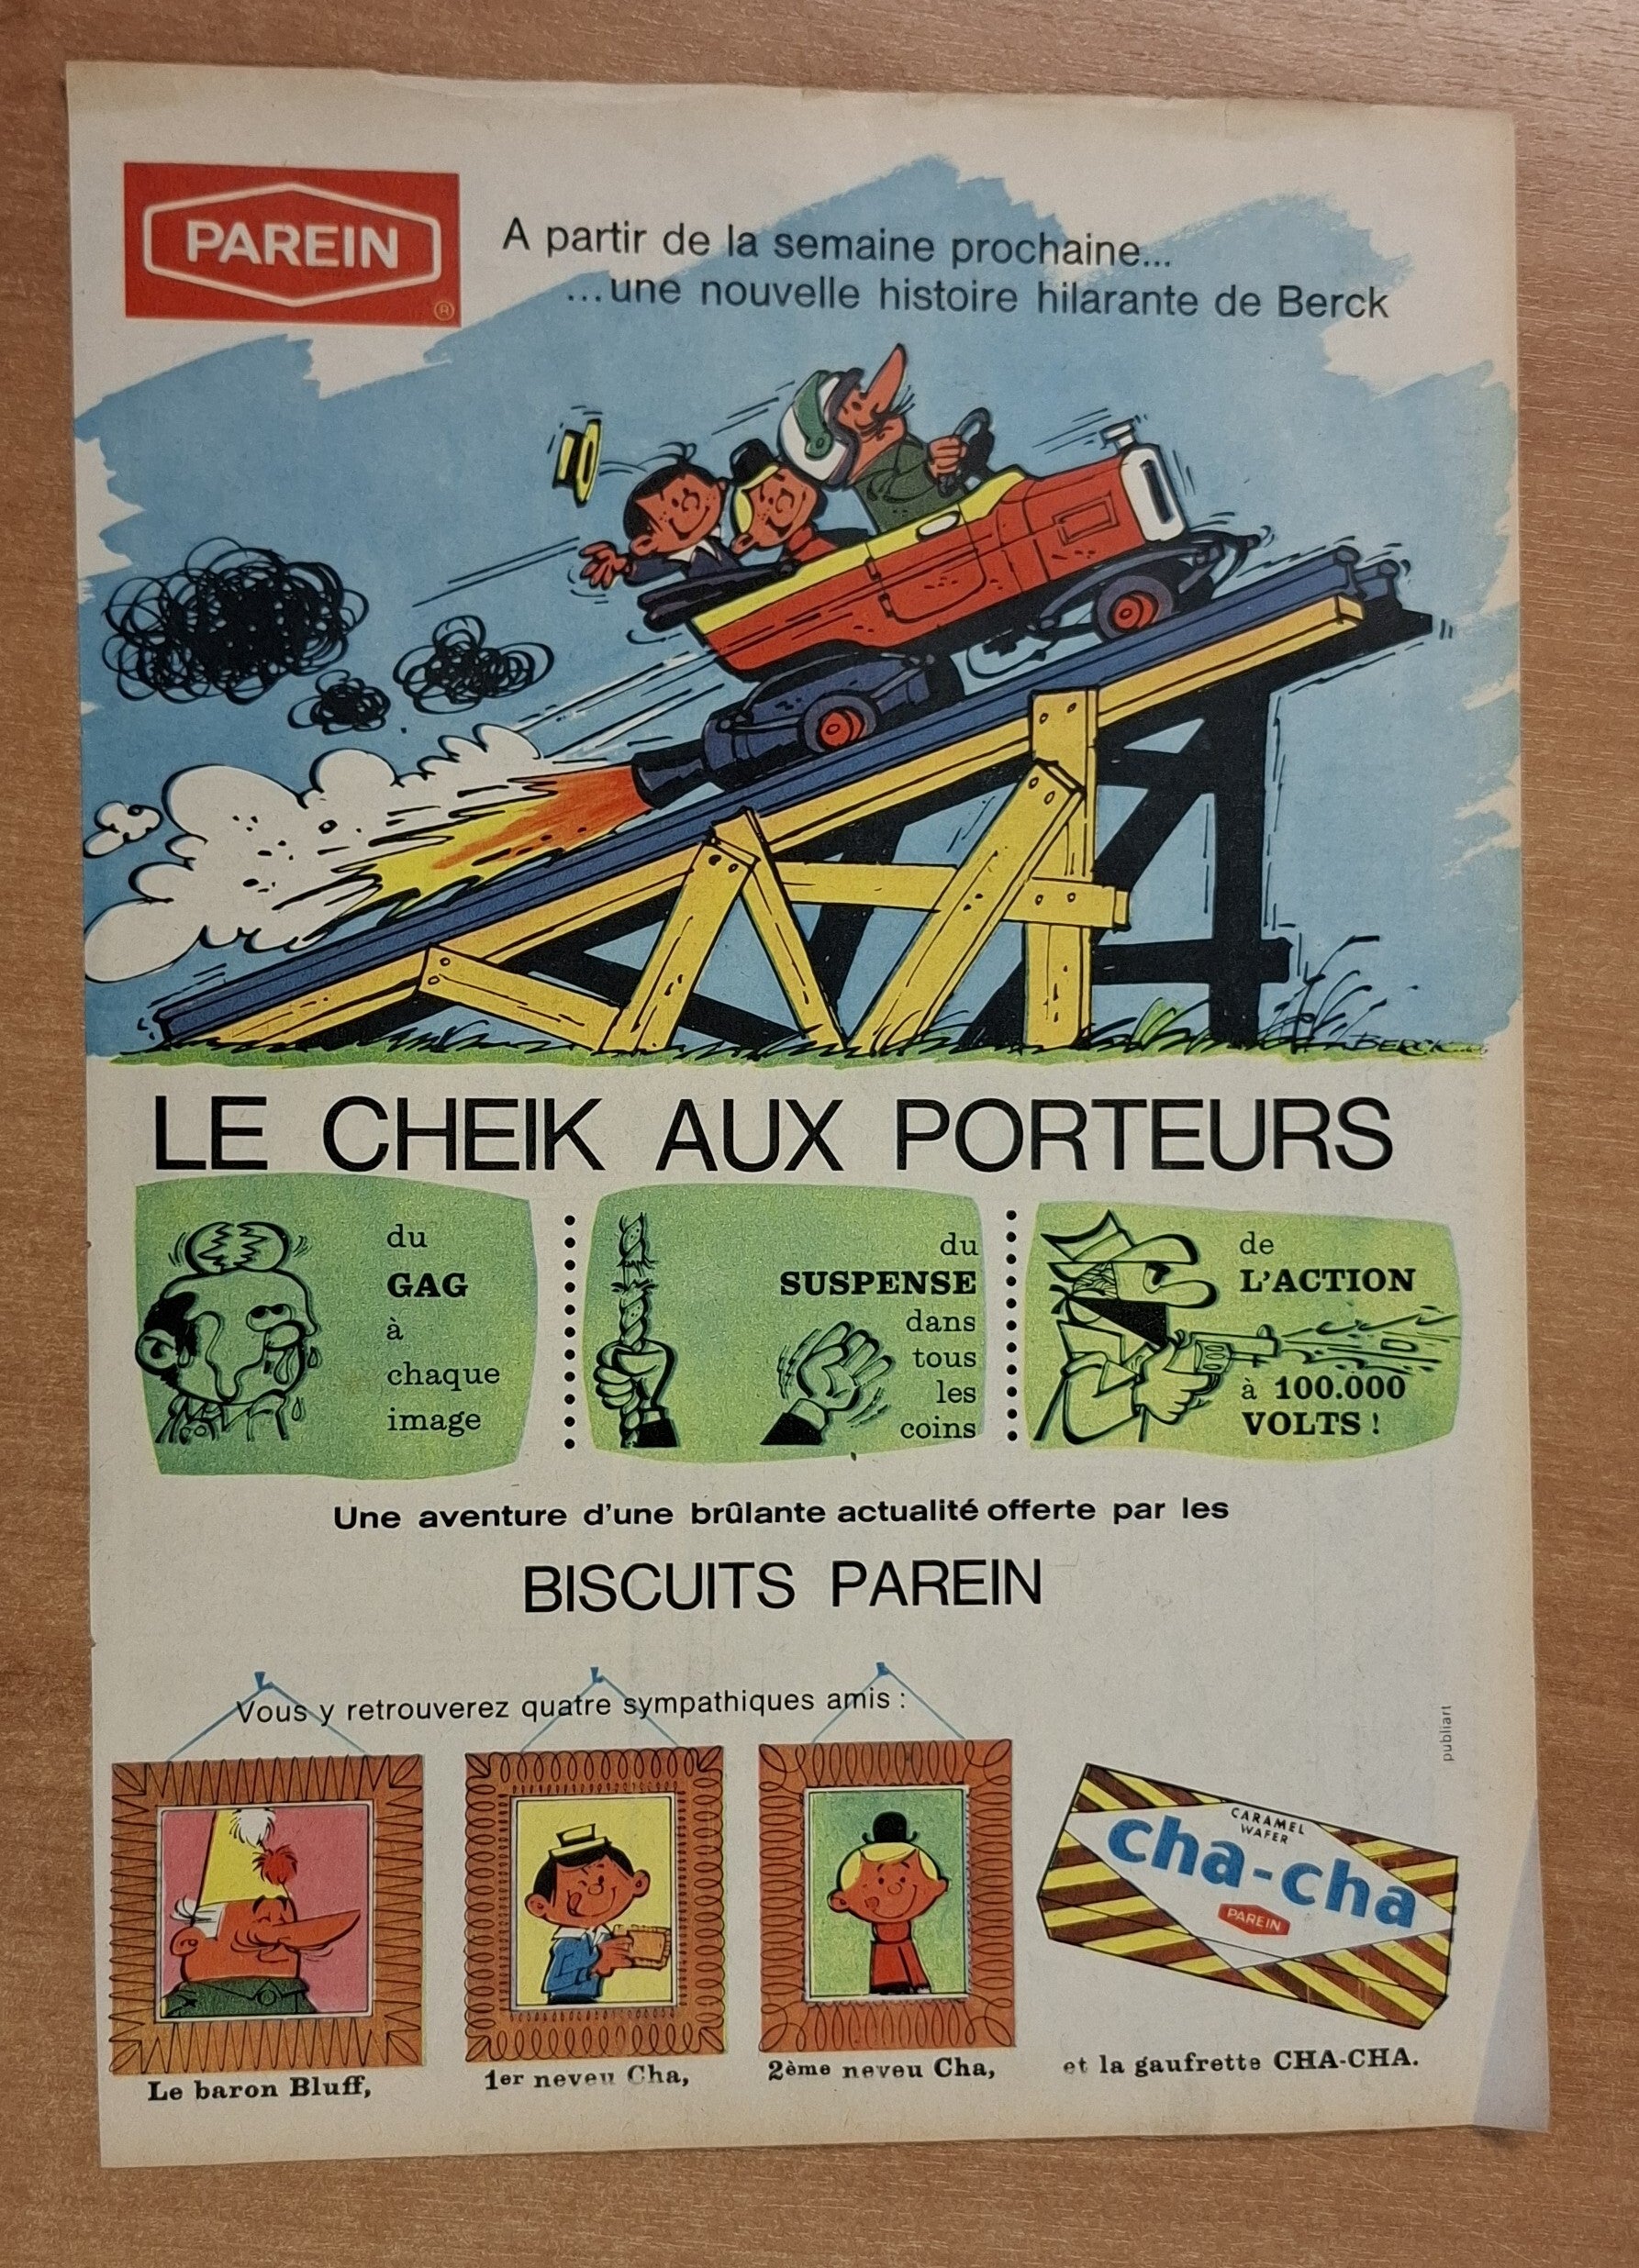 PAREIN
®
A partir de la semaine prochaine...
...une nouvelle histoire hilarante de Berck
BERCK
LE CHEIK AUX PORTEURS
du
GAG
à
chaque
image
du
SUSPENSE
dans
tous
les
coins
de
L'ACTION
à 100.000
VOLTS !
Une aventure d'une brûlante actualité offerte par les
BISCUITS PAREIN
Vous y retrouverez quatre sympathiques amis :
publiart
CARAMEL
WAFER
cha-cha
PAREIN
Le baron Bluff,
1er neveu Cha,
2ème neveu Cha,
et la gaufrette CHA-CHA.